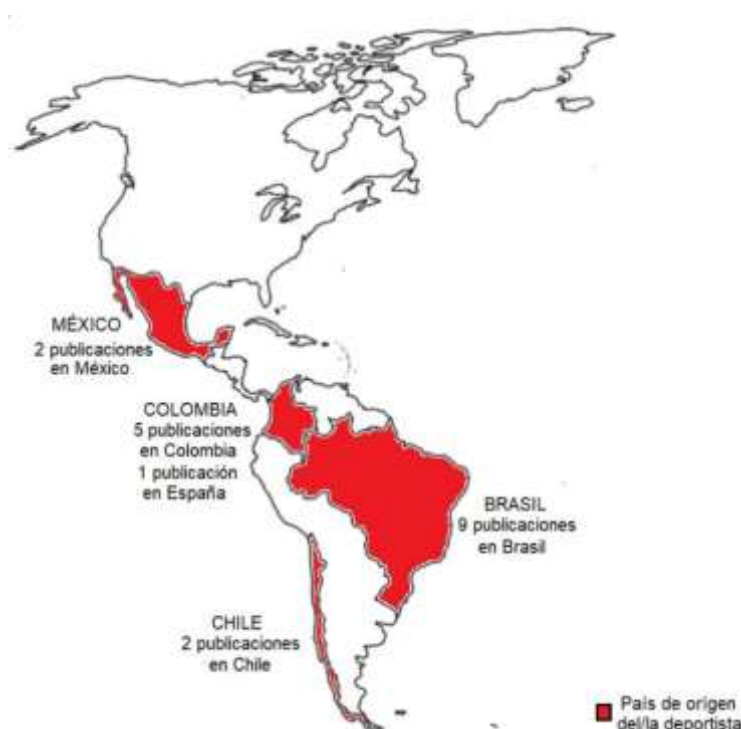 MÉXICO
2 publicaciones
en México
COLOMBIA
5 publicaciones
en Colombia
1 publicación
en España
BRASIL
9 publicaciones
en Brasil
CHILE
2 publicaciones
en Chile
País de origen
del/la deportista